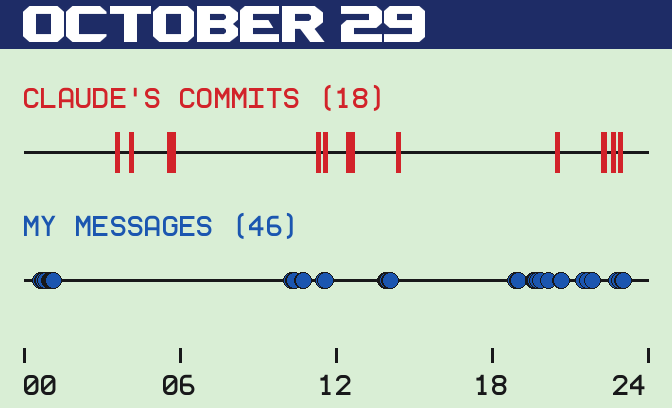 OCTOBER 29
CLAUDE'S COMMITS (18)
MY MESSAGES (46)
00 06 12 18 24